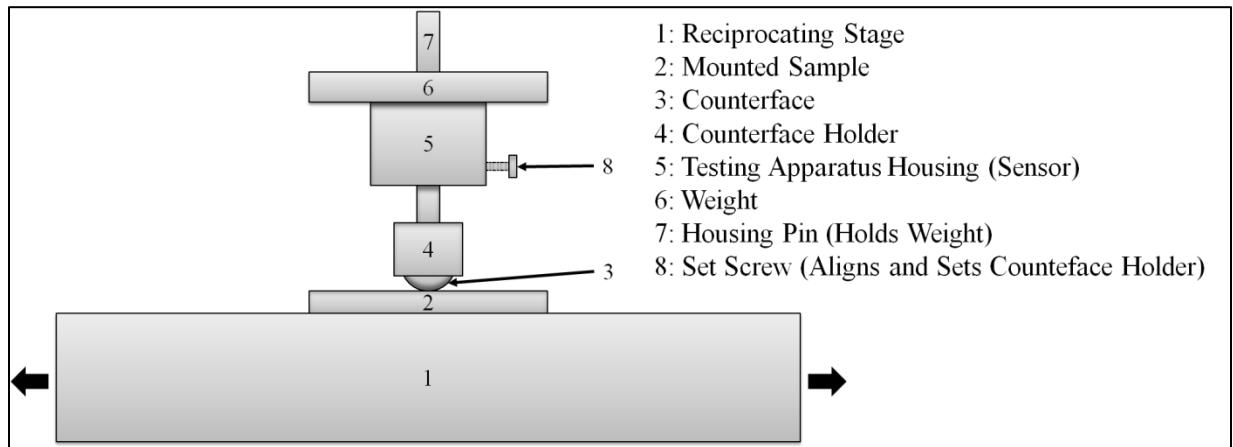 7
6
5
8
4
3
2
1
1: Reciprocating Stage
2: Mounted Sample
3: Counterface
4: Counterface Holder
5: Testing Apparatus Housing (Sensor)
6: Weight
7: Housing Pin (Holds Weight)
8: Set Screw (Aligns and Sets Counteface Holder)